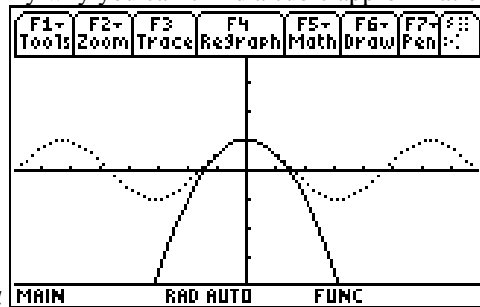 F1▾ F2▾ F3 F4 F5▾ F6▾ F7▾
Tools Zoom Trace ReGraph Math Draw Pen
MAIN RAD AUTO FUNC